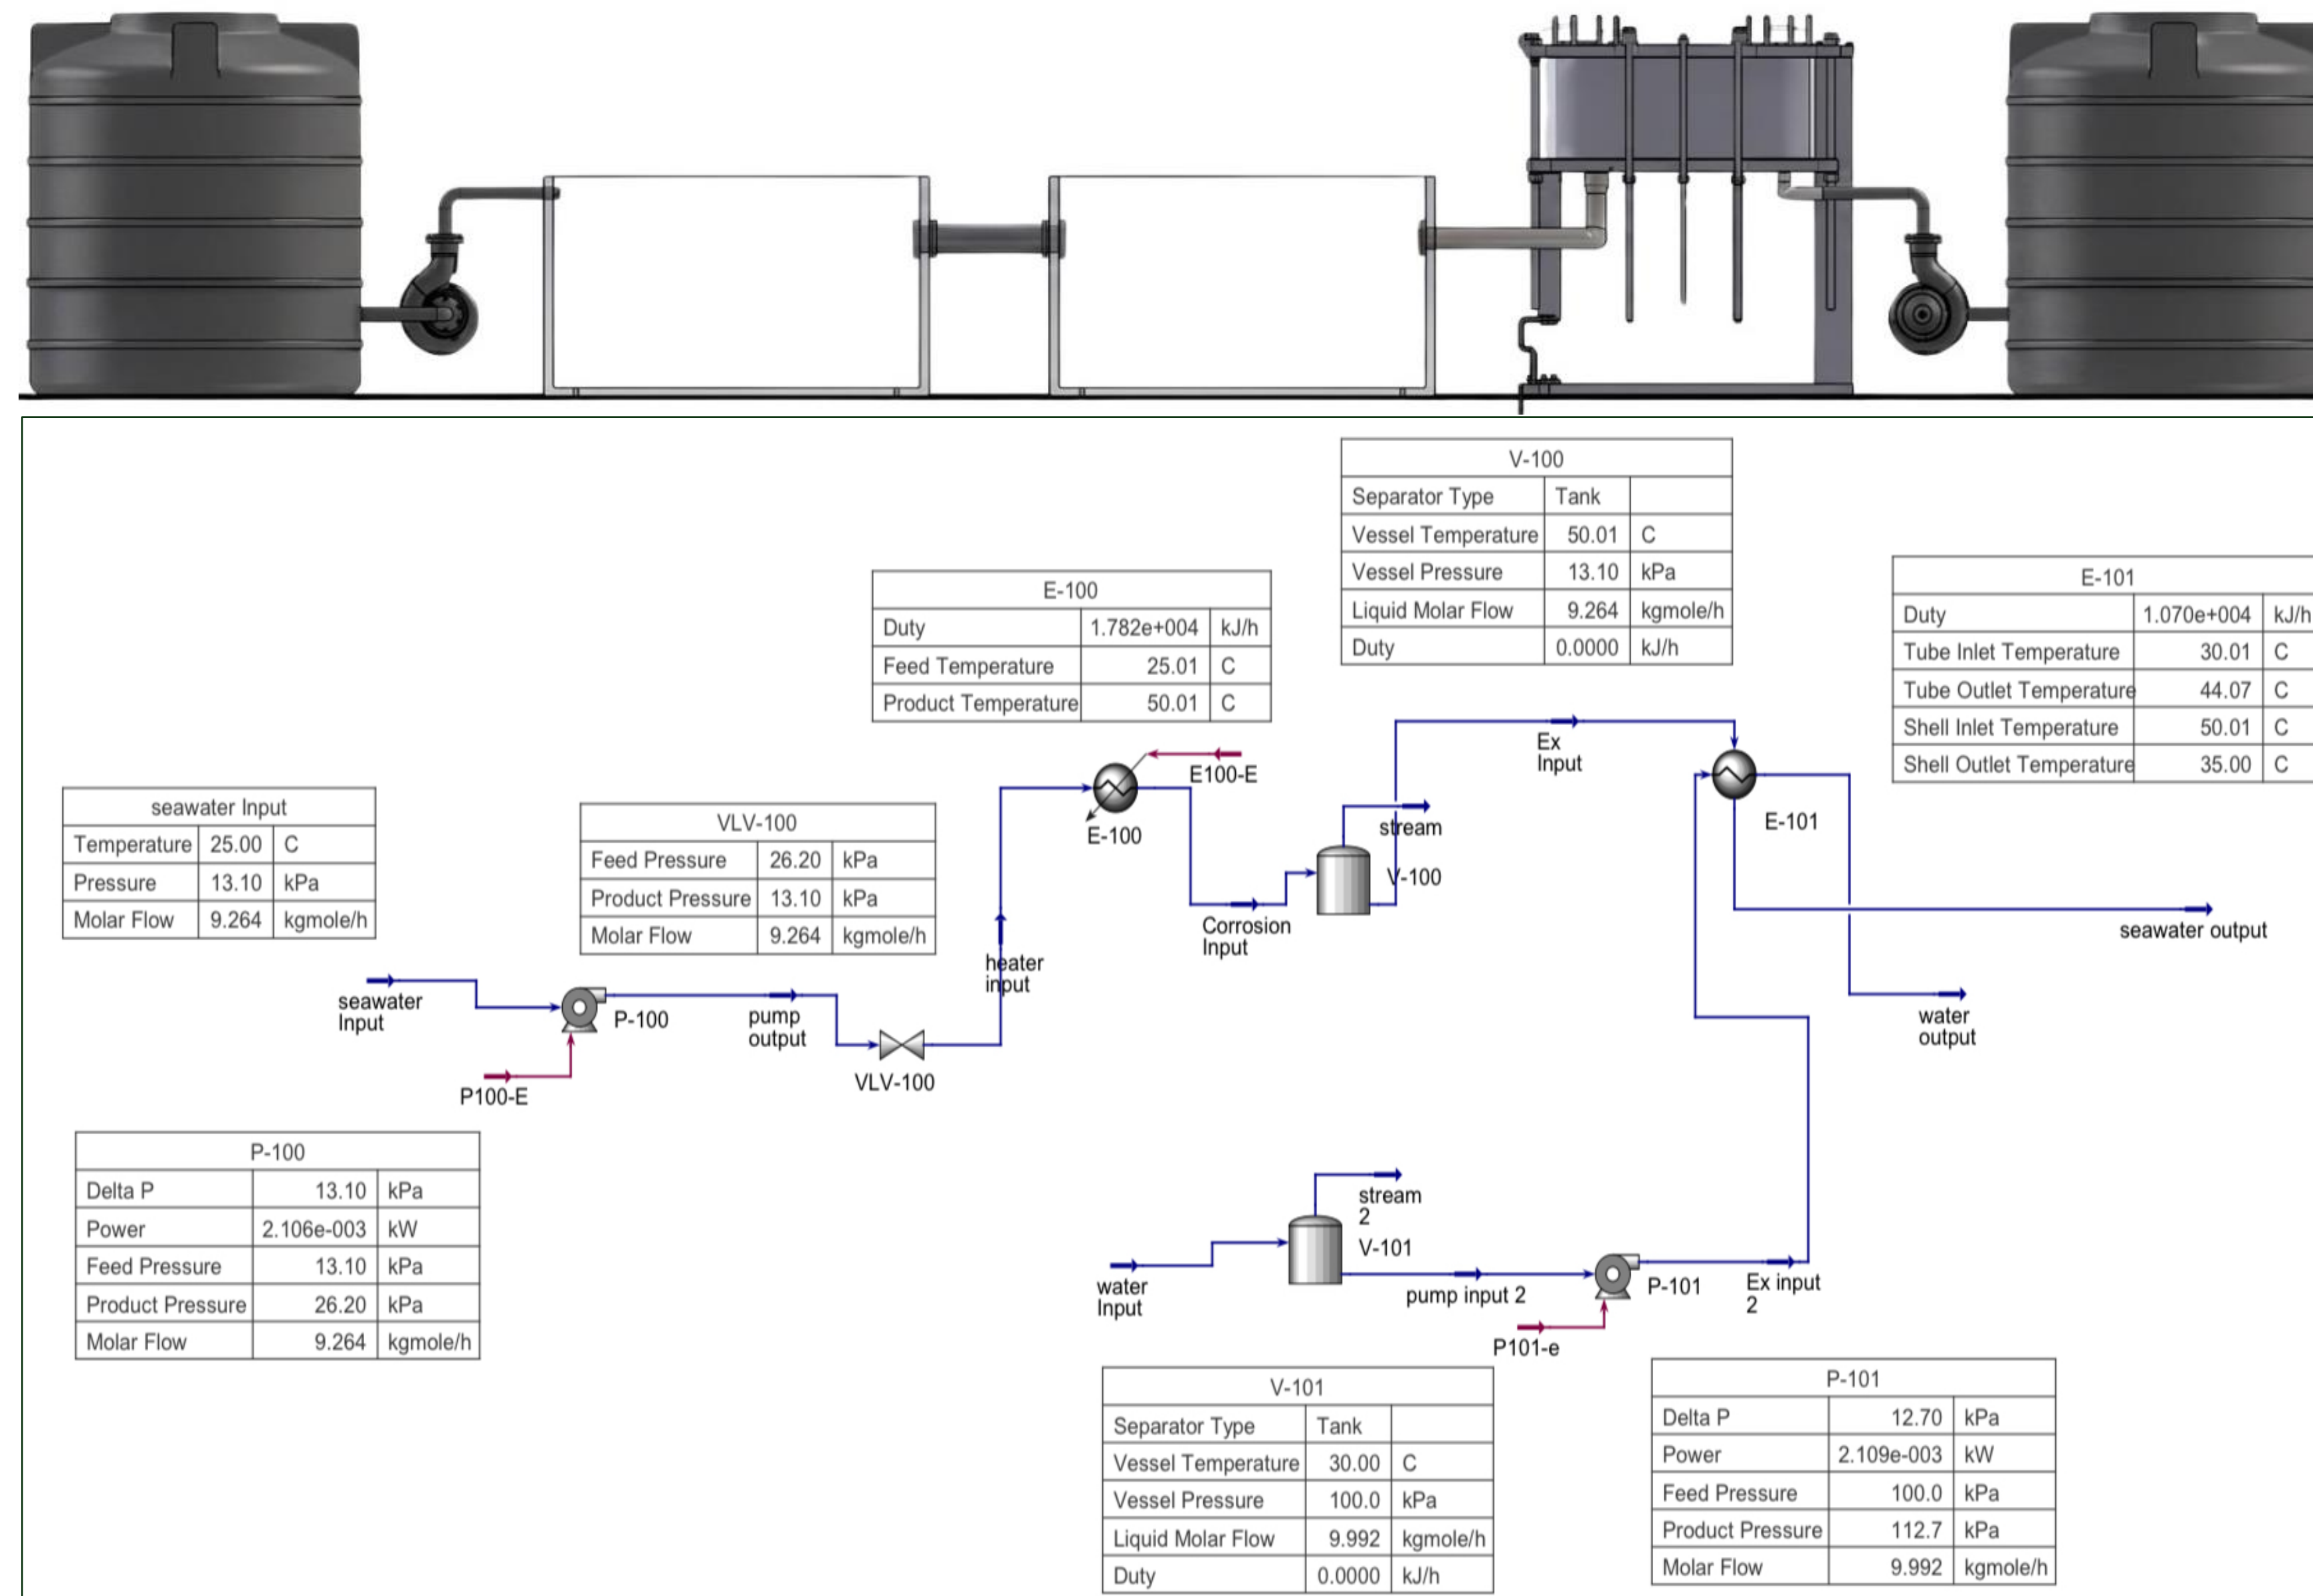 V-100
Separator Type Tank
Vessel Temperature 50.01 C
Vessel Pressure 13.10 kPa
Liquid Molar Flow 9.264 kgmole/h
Duty 0.0000 kJ/h
E-100
Duty 1.782e+004 kJ/h
Feed Temperature 25.01 C
Product Temperature 50.01 C
E-101
Duty 1.070e+004 kJ/h
Tube Inlet Temperature 30.01 C
Tube Outlet Temperature 44.07 C
Shell Inlet Temperature 50.01 C
Shell Outlet Temperature 35.00 C
seawater Input
Temperature 25.00 C
Pressure 13.10 kPa
Molar Flow 9.264 kgmole/h
VLV-100
Feed Pressure 26.20 kPa
Product Pressure 13.10 kPa
Molar Flow 9.264 kgmole/h
Ex
Input
E100-E
E-100
stream
V-100
E-101
Corrosion
Input
seawater output
heater
input
seawater
Input
P-100
pump
output
water
output
VLV-100
P100-E
P-100
Delta P 13.10 kPa
Power 2.106e-003 kW
Feed Pressure 13.10 kPa
Product Pressure 26.20 kPa
Molar Flow 9.264 kgmole/h
stream
2
V-101
water
Input
pump input 2
P-101
Ex input
2
P101-e
V-101
Separator Type Tank
Vessel Temperature 30.00 C
Vessel Pressure 100.0 kPa
Liquid Molar Flow 9.992 kgmole/h
Duty 0.0000 kJ/h
P-101
Delta P 12.70 kPa
Power 2.109e-003 kW
Feed Pressure 100.0 kPa
Product Pressure 112.7 kPa
Molar Flow 9.992 kgmole/h